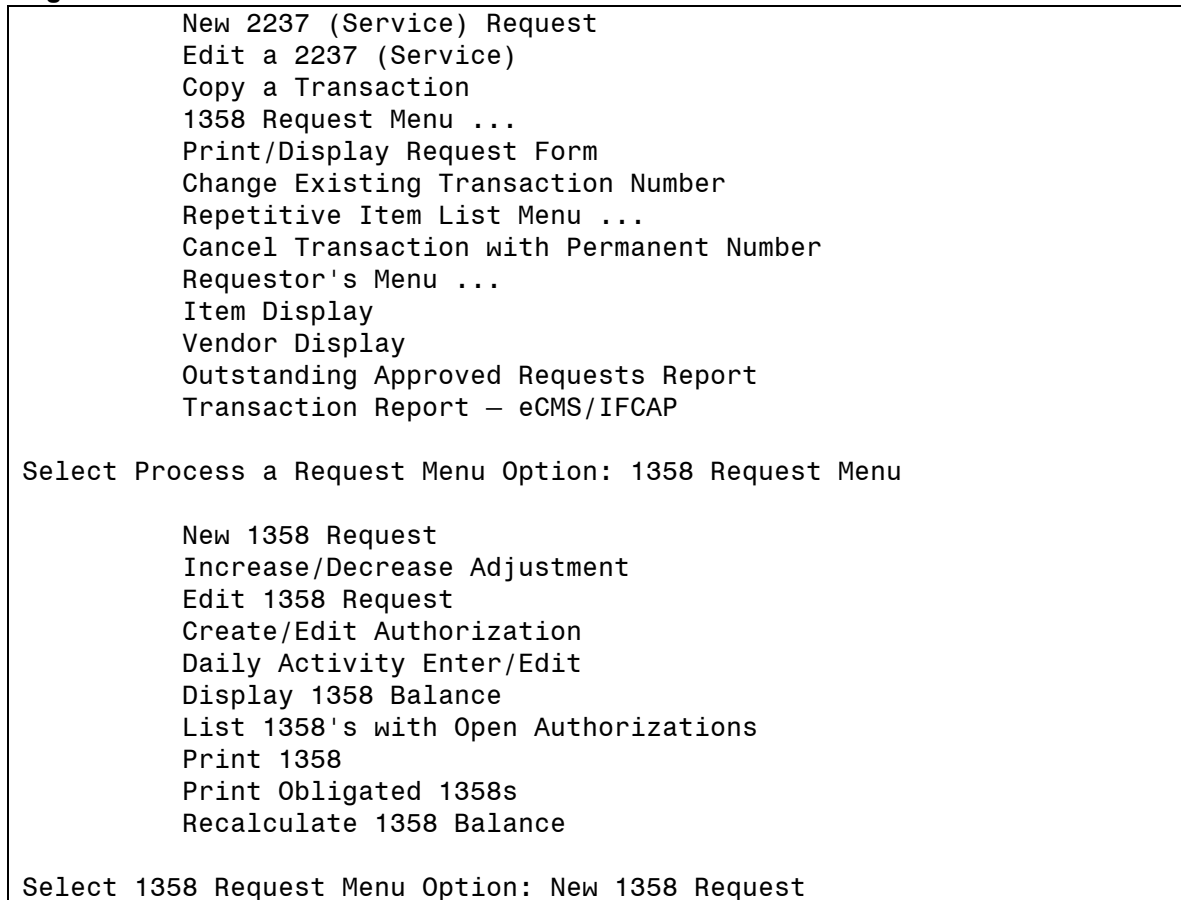 New 2237 (Service) Request
Edit a 2237 (Service)
Copy a Transaction
1358 Request Menu ...
Print/Display Request Form
Change Existing Transaction Number
Repetitive Item List Menu ...
Cancel Transaction with Permanent Number
Requestor's Menu ...
Item Display
Vendor Display
Outstanding Approved Requests Report
Transaction Report – eCMS/IFCAP
Select Process a Request Menu Option: 1358 Request Menu
New 1358 Request
Increase/Decrease Adjustment
Edit 1358 Request
Create/Edit Authorization
Daily Activity Enter/Edit
Display 1358 Balance
List 1358's with Open Authorizations
Print 1358
Print Obligated 1358s
Recalculate 1358 Balance
Select 1358 Request Menu Option: New 1358 Request